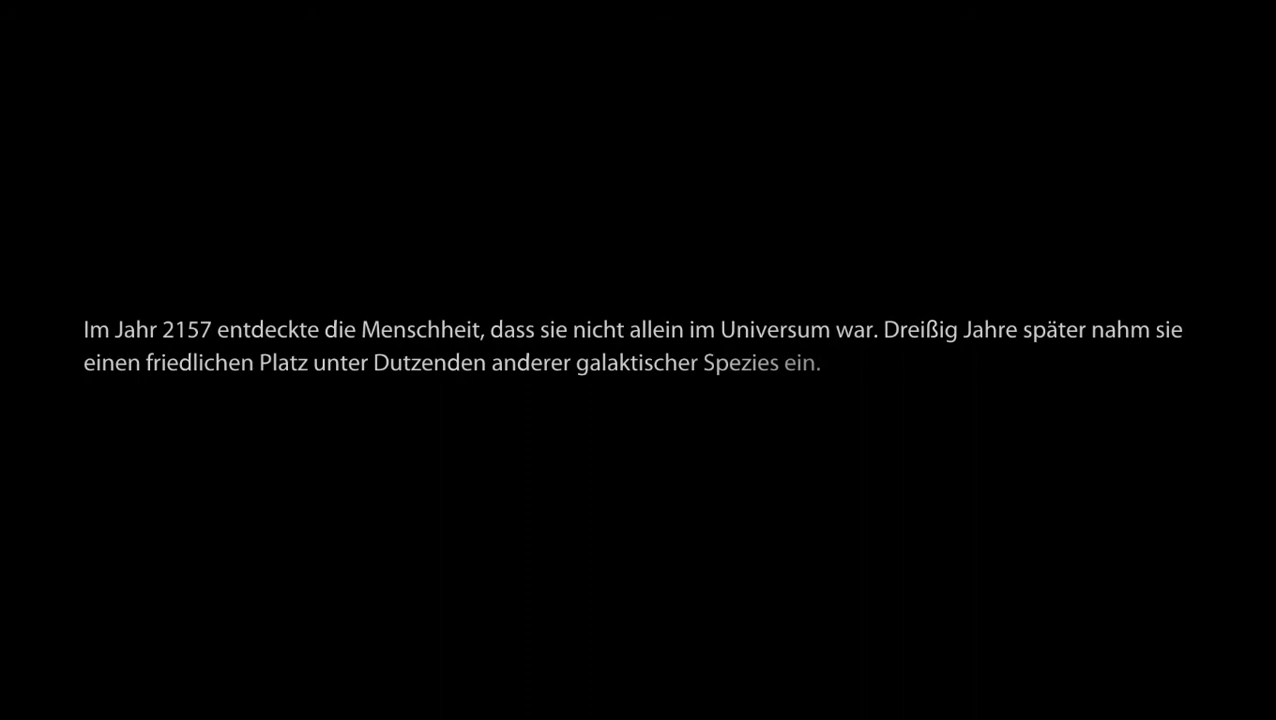 Im Jahr 2157 entdeckte die Menschheit, dass sie nicht allein im Universum war. Dreißig Jahre später nahm sie
einen friedlichen Platz unter Dutzenden anderer galaktischer Spezies ein.